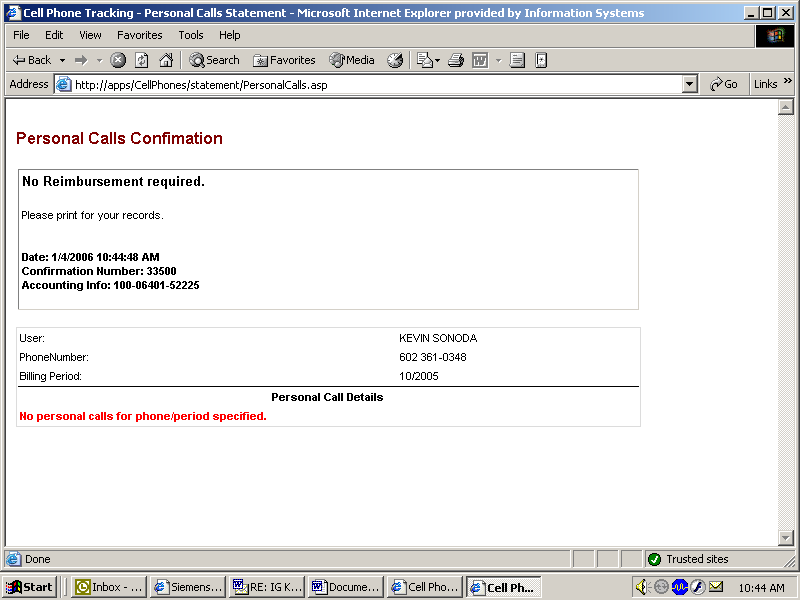 Cell Phone Tracking - Personal Calls Statement - Microsoft Internet Explorer provided by Information Systems
File Edit View Favorites Tools Help
Back Search Favorites Media
Address http://apps/CellPhones/statement/PersonalCalls.asp Go Links »
Personal Calls Confimation
No Reimbursement required.
Please print for your records.
Date: 1/4/2006 10:44:48 AM
Confirmation Number: 33500
Accounting Info: 100-06401-52225
User: KEVIN SONODA
PhoneNumber: 602 361-0348
Billing Period: 10/2005
Personal Call Details
No personal calls for phone/period specified.
Done Trusted sites
Start Inbox - ... Siemens... RE: IG K... Docume... Cell Pho... Cell Ph... 10:44 AM